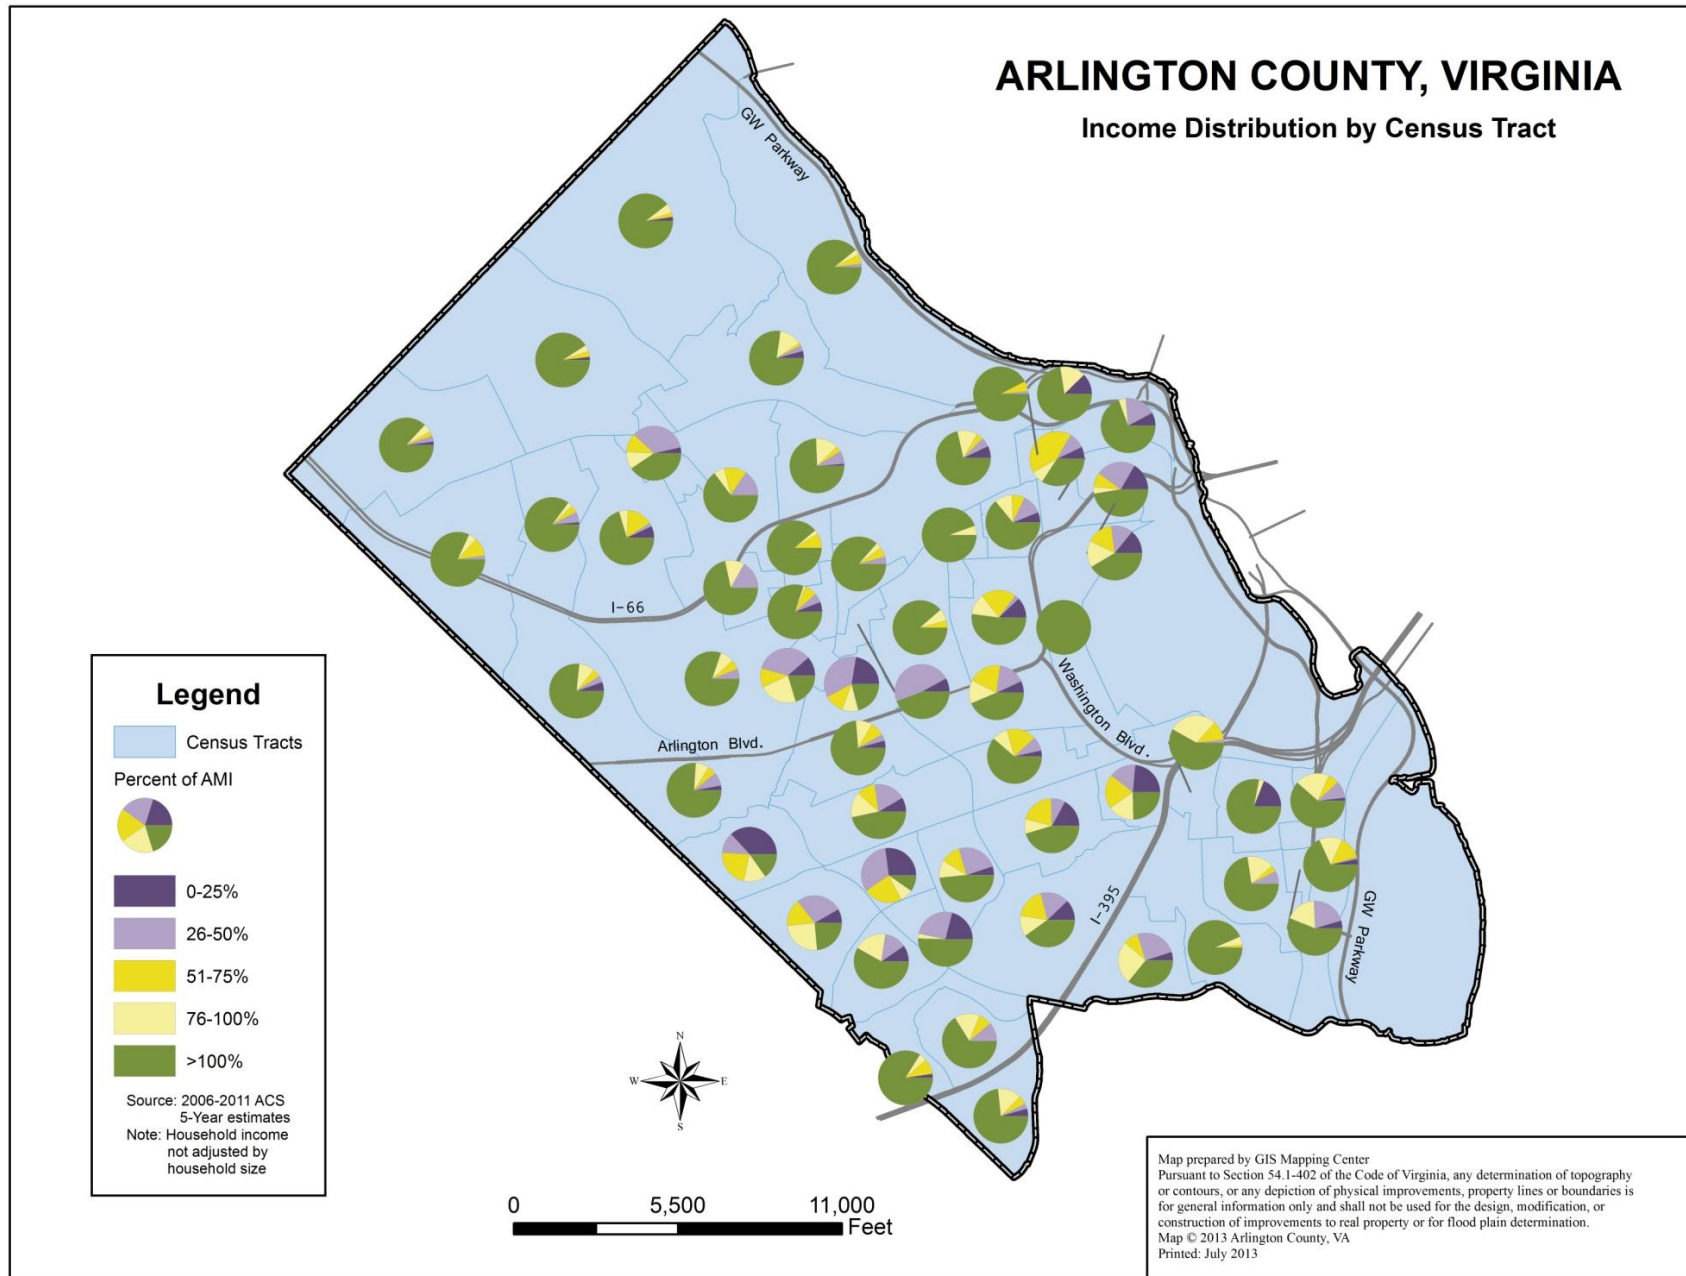 ARLINGTON COUNTY, VIRGINIA
Income Distribution by Census Tract
GW Parkway
I-66
Arlington Blvd.
Washington Blvd.
I-395
GW Parkway
Legend
Census Tracts
Percent of AMI
0-25%
26-50%
51-75%
76-100%
>100%
Source: 2006-2011 ACS
5-Year estimates
Note: Household income
not adjusted by
household size
N
W
E
S
0
5,500
11,000
Feet
Map prepared by GIS Mapping Center
Pursuant to Section 54.1-402 of the Code of Virginia, any determination of topography
or contours, or any depiction of physical improvements, property lines or boundaries is
for general information only and shall not be used for the design, modification, or
construction of improvements to real property or for flood plain determination.
Map © 2013 Arlington County, VA
Printed: July 2013